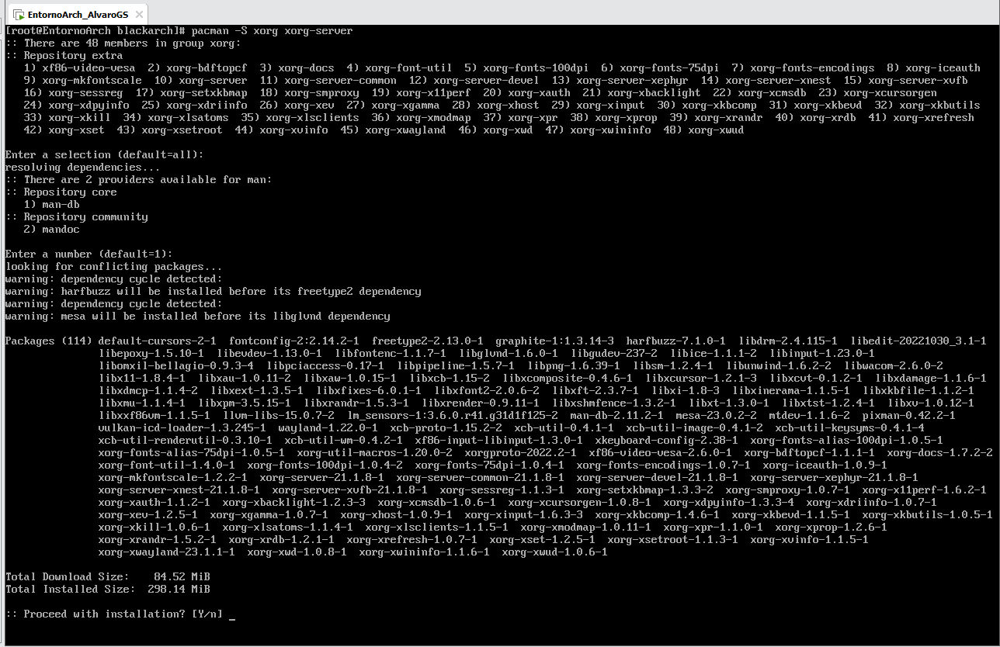 EntornoArch_AlvaroGS
[root@EntornoArch blackarch]# pacman -S xorg xorg-server
:: There are 48 members in group xorg:
:: Repository extra
1) xf86-video-vesa 2) xorg-bdftopcf 3) xorg-docs 4) xorg-font-util 5) xorg-fonts-100dpi 6) xorg-fonts-75dpi 7) xorg-fonts-encodings 8) xorg-iceauth
9) xorg-mkfontscale 10) xorg-server 11) xorg-server-common 12) xorg-server-devel 13) xorg-server-xephyr 14) xorg-server-xnest 15) xorg-server-xvfb
16) xorg-sessreg 17) xorg-setxkbmap 18) xorg-smproxy 19) xorg-x11perf 20) xorg-xauth 21) xorg-xbacklight 22) xorg-xcmsdb 23) xorg-xcursorgen
24) xorg-xdpyinfo 25) xorg-xdriinfo 26) xorg-xev 27) xorg-xgamma 28) xorg-xhost 29) xorg-xinput 30) xorg-xkbcomp 31) xorg-xkbevd 32) xorg-xkbutils
33) xorg-xkill 34) xorg-xlsatoms 35) xorg-xlsclients 36) xorg-xmodmap 37) xorg-xpr 38) xorg-xprop 39) xorg-xrandr 40) xorg-xrdb 41) xorg-xrefresh
42) xorg-xset 43) xorg-xsetroot 44) xorg-xvinfo 45) xorg-xwayland 46) xorg-xwd 47) xorg-xwininfo 48) xorg-xwud
Enter a selection (default=all):
resolving dependencies...
:: There are 2 providers available for man:
:: Repository core
1) man-db
:: Repository community
2) mandoc
Enter a number (default=1):
looking for conflicting packages...
warning: dependency cycle detected:
warning: harfbuzz will be installed before its freetype2 dependency
warning: dependency cycle detected:
warning: mesa will be installed before its libglvnd dependency
Packages (114) default-cursors-2-1 fontconfig-2:2.14.2-1 freetype2-2.13.0-1 graphite-1:1.3.14-3 harfbuzz-7.1.0-1 libdrm-2.4.115-1 libedit-20221030_3.1-1
libepoxy-1.5.10-1 libevdev-1.13.0-1 libfontenc-1.1.7-1 libglvnd-1.6.0-1 libgudev-237-2 libice-1.1.1-2 libinput-1.23.0-1
libomxil-bellagio-0.9.3-4 libpciaccess-0.17-1 libpipeline-1.5.7-1 libpng-1.6.39-1 libsm-1.2.4-1 libunwind-1.6.2-2 libwacom-2.6.0-2
libx11-1.8.4-1 libxau-1.0.11-2 libxaw-1.0.15-1 libxcb-1.15-2 libxcomposite-0.4.6-1 libxcursor-1.2.1-3 libxcvt-0.1.2-1 libxdamage-1.1.6-1
libxdmcp-1.1.4-2 libxext-1.3.5-1 libxfixes-6.0.1-1 libxfont2-2.0.6-2 libxft-2.3.7-1 libxi-1.8-3 libxinerama-1.1.5-1 libxkbfile-1.1.2-1
libxmu-1.1.4-1 libxpm-3.5.15-1 libxrandr-1.5.3-1 libxrender-0.9.11-1 libxshmfence-1.3.2-1 libxt-1.3.0-1 libxtst-1.2.4-1 libxv-1.0.12-1
libxxf86vm-1.1.5-1 llvm-libs-15.0.7-2 lm_sensors-1:3.6.0.r41.g31d1f125-2 man-db-2.11.2-1 mesa-23.0.2-2 mtdev-1.1.6-2 pixman-0.42.2-1
vulkan-icd-loader-1.3.245-1 wayland-1.22.0-1 xcb-proto-1.15.2-2 xcb-util-0.4.1-1 xcb-util-image-0.4.1-2 xcb-util-keysyms-0.4.1-4
xcb-util-renderutil-0.3.10-1 xcb-util-wm-0.4.2-1 xf86-input-libinput-1.3.0-1 xkeyboard-config-2.38-1 xorg-fonts-alias-100dpi-1.0.5-1
xorg-fonts-alias-75dpi-1.0.5-1 xorg-util-macros-1.20.0-2 xorgproto-2022.2-1 xf86-video-vesa-2.6.0-1 xorg-bdftopcf-1.1.1-1 xorg-docs-1.7.2-2
xorg-font-util-1.4.0-1 xorg-fonts-100dpi-1.0.4-2 xorg-fonts-75dpi-1.0.4-1 xorg-fonts-encodings-1.0.7-1 xorg-iceauth-1.0.9-1
xorg-mkfontscale-1.2.2-1 xorg-server-21.1.8-1 xorg-server-common-21.1.8-1 xorg-server-devel-21.1.8-1 xorg-server-xephyr-21.1.8-1
xorg-server-xnest-21.1.8-1 xorg-server-xvfb-21.1.8-1 xorg-sessreg-1.1.3-1 xorg-setxkbmap-1.3.3-2 xorg-smproxy-1.0.7-1 xorg-x11perf-1.6.2-1
xorg-xauth-1.1.2-1 xorg-xbacklight-1.2.3-3 xorg-xcmsdb-1.0.6-1 xorg-xcursorgen-1.0.8-1 xorg-xdpyinfo-1.3.3-4 xorg-xdriinfo-1.0.7-1
xorg-xev-1.2.5-1 xorg-xgamma-1.0.7-1 xorg-xhost-1.0.9-1 xorg-xinput-1.6.3-3 xorg-xkbcomp-1.4.6-1 xorg-xkbevd-1.1.5-1 xorg-xkbutils-1.0.5-1
xorg-xkill-1.0.6-1 xorg-xlsatoms-1.1.4-1 xorg-xlsclients-1.1.5-1 xorg-xmodmap-1.0.11-1 xorg-xpr-1.1.0-1 xorg-xprop-1.2.6-1
xorg-xrandr-1.5.2-1 xorg-xrdb-1.2.1-1 xorg-xrefresh-1.0.7-1 xorg-xset-1.2.5-1 xorg-xsetroot-1.1.3-1 xorg-xvinfo-1.1.5-1
xorg-xwayland-23.1.1-1 xorg-xwd-1.0.8-1 xorg-xwininfo-1.1.6-1 xorg-xwud-1.0.6-1
Total Download Size: 84.52 MiB
Total Installed Size: 298.14 MiB
:: Proceed with installation? [Y/n] _